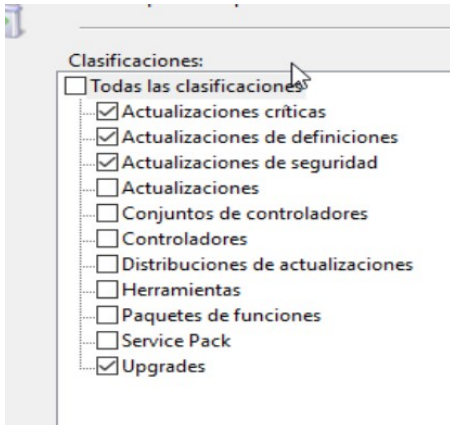 Clasificaciones:
Todas las clasificaciones
Actualizaciones críticas
Actualizaciones de definiciones
Actualizaciones de seguridad
Actualizaciones
Conjuntos de controladores
Controladores
Distribuciones de actualizaciones
Herramientas
Paquetes de funciones
Service Pack
Upgrades